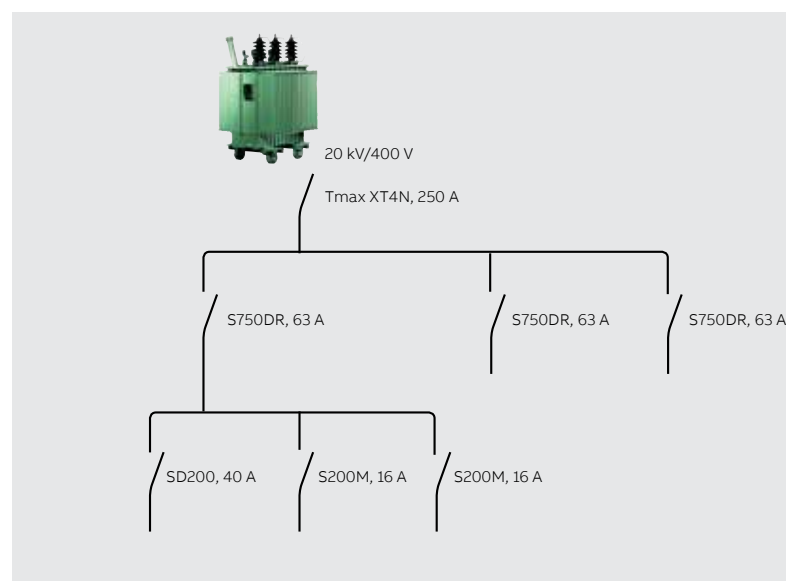 20 kV/400 V
Tmax XT4N, 250 A
S750DR, 63 A
S750DR, 63 A
S750DR, 63 A
SD200, 40 A
S200M, 16 A
S200M, 16 A